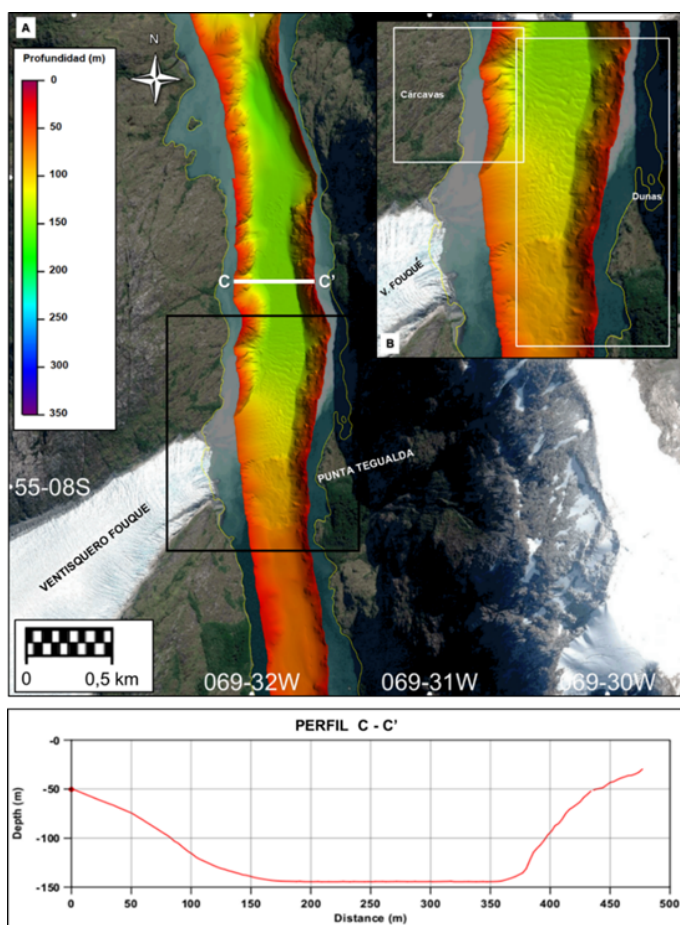 A
N
Profundidad (m)
0
50
100
150
200
250
300
350
Cárcavas
Dunas
V. FOUQUÉ
B
C
C'
PUNTA TEGUALDA
55-08S
VENTISQUERO FOUQUE
0
0,5 km
069-32W
069-31W
069-30W
PERFIL C - C'
Depth (m)
-0
-50
-100
-150
0
50
100
150
200
250
300
350
400
450
500
Distance (m)